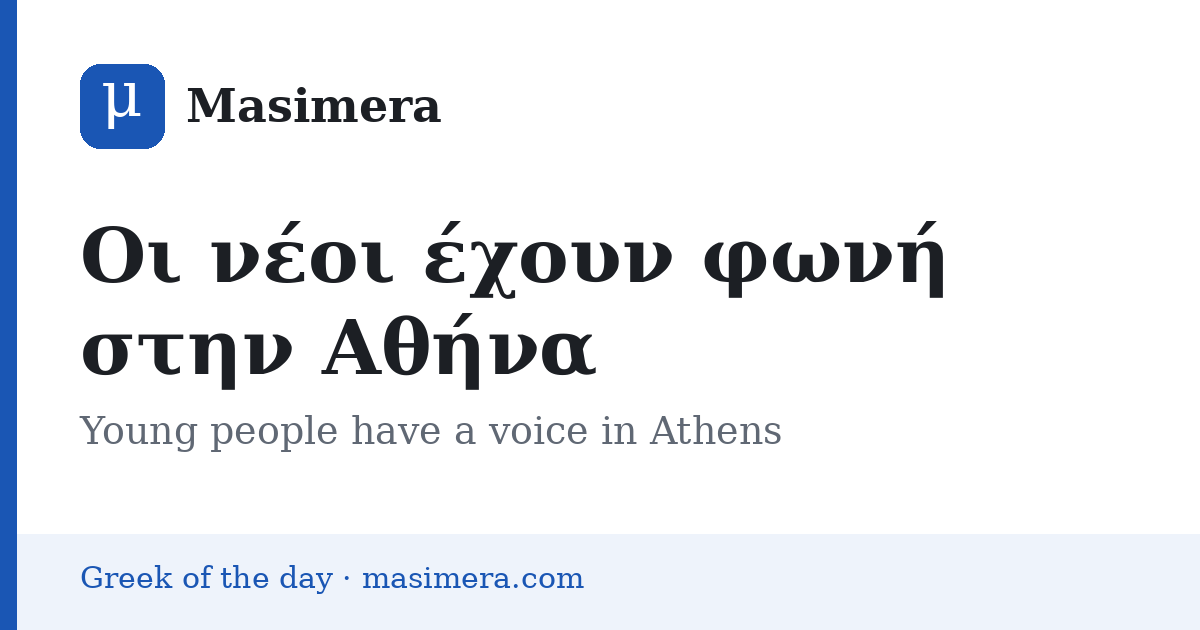 μ Masimera
Οι νέοι έχουν φωνή
στην Αθήνα
Young people have a voice in Athens
Greek of the day · masimera.com